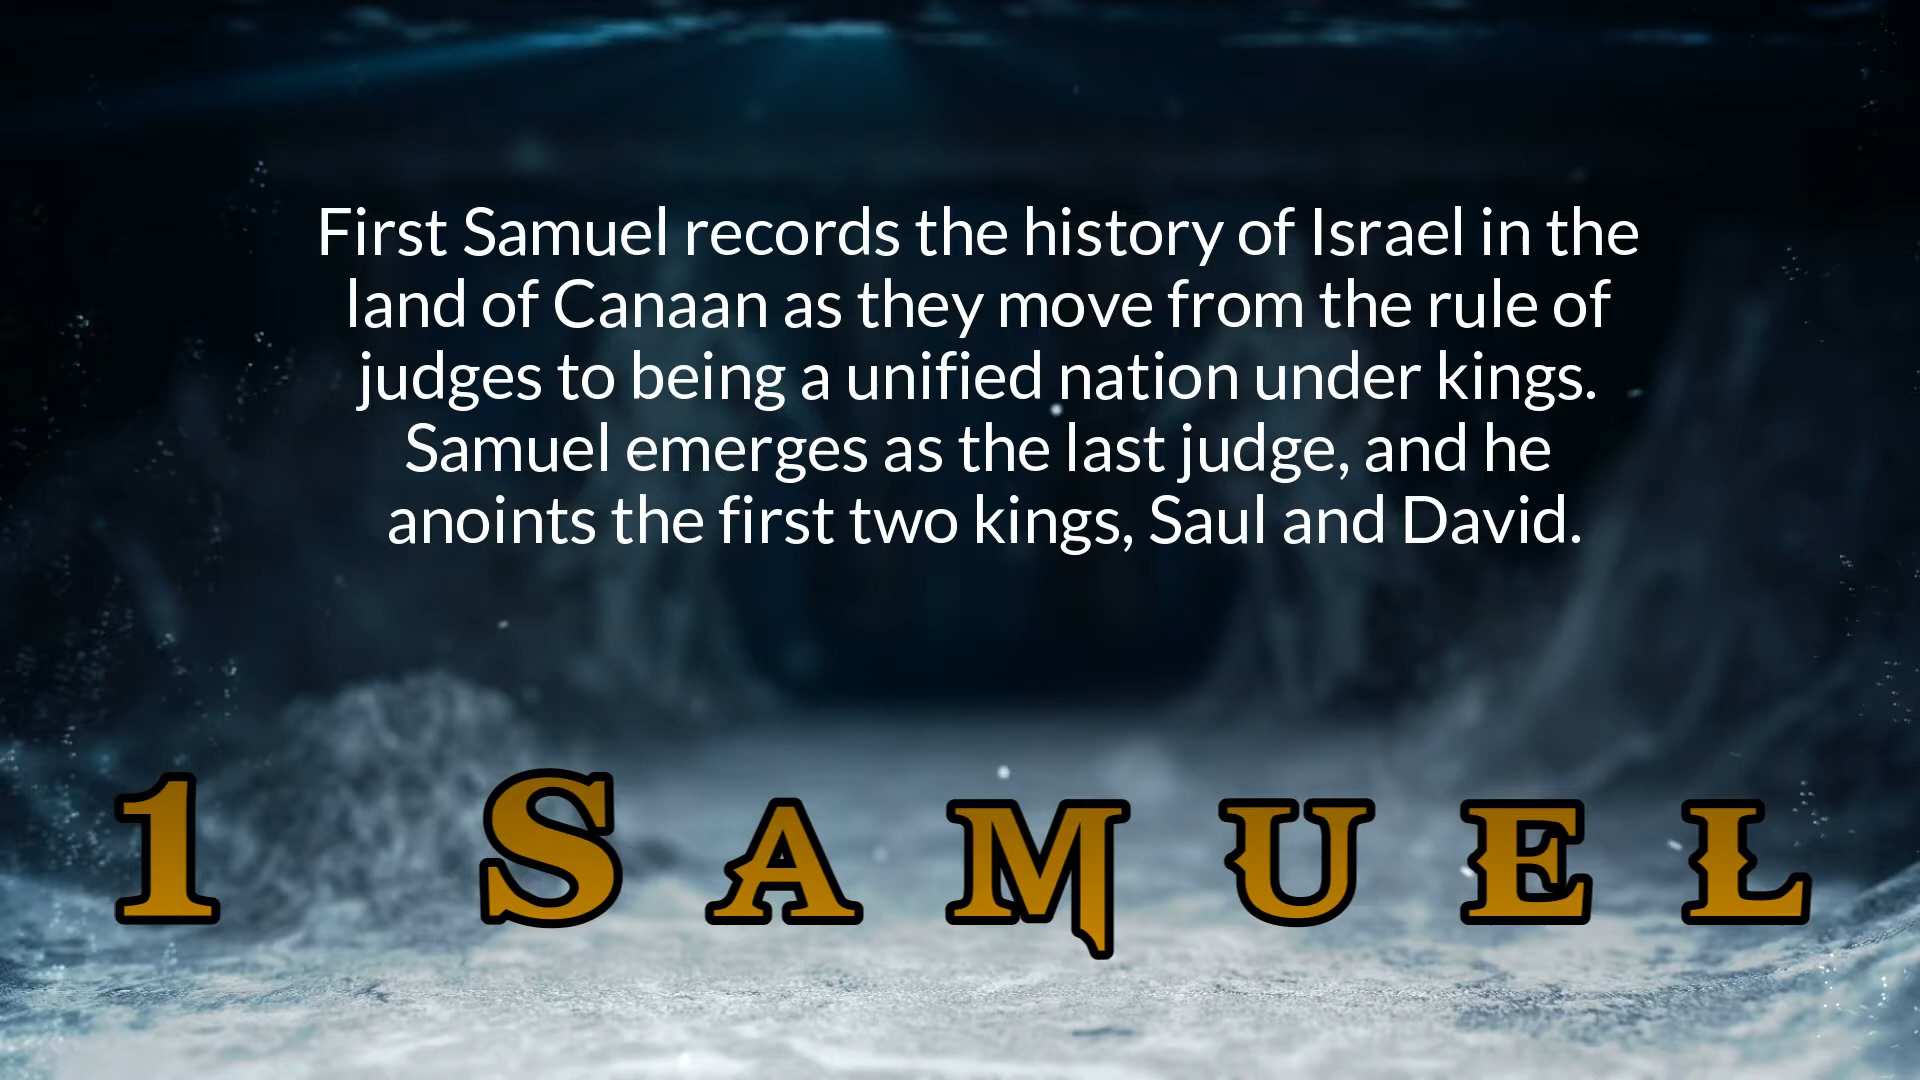 First Samuel records the history of Israel in the
land of Canaan as they move from the rule of
judges to being a unified nation under kings.
Samuel emerges as the last judge, and he
anoints the first two kings, Saul and David.
1 SAMUEL